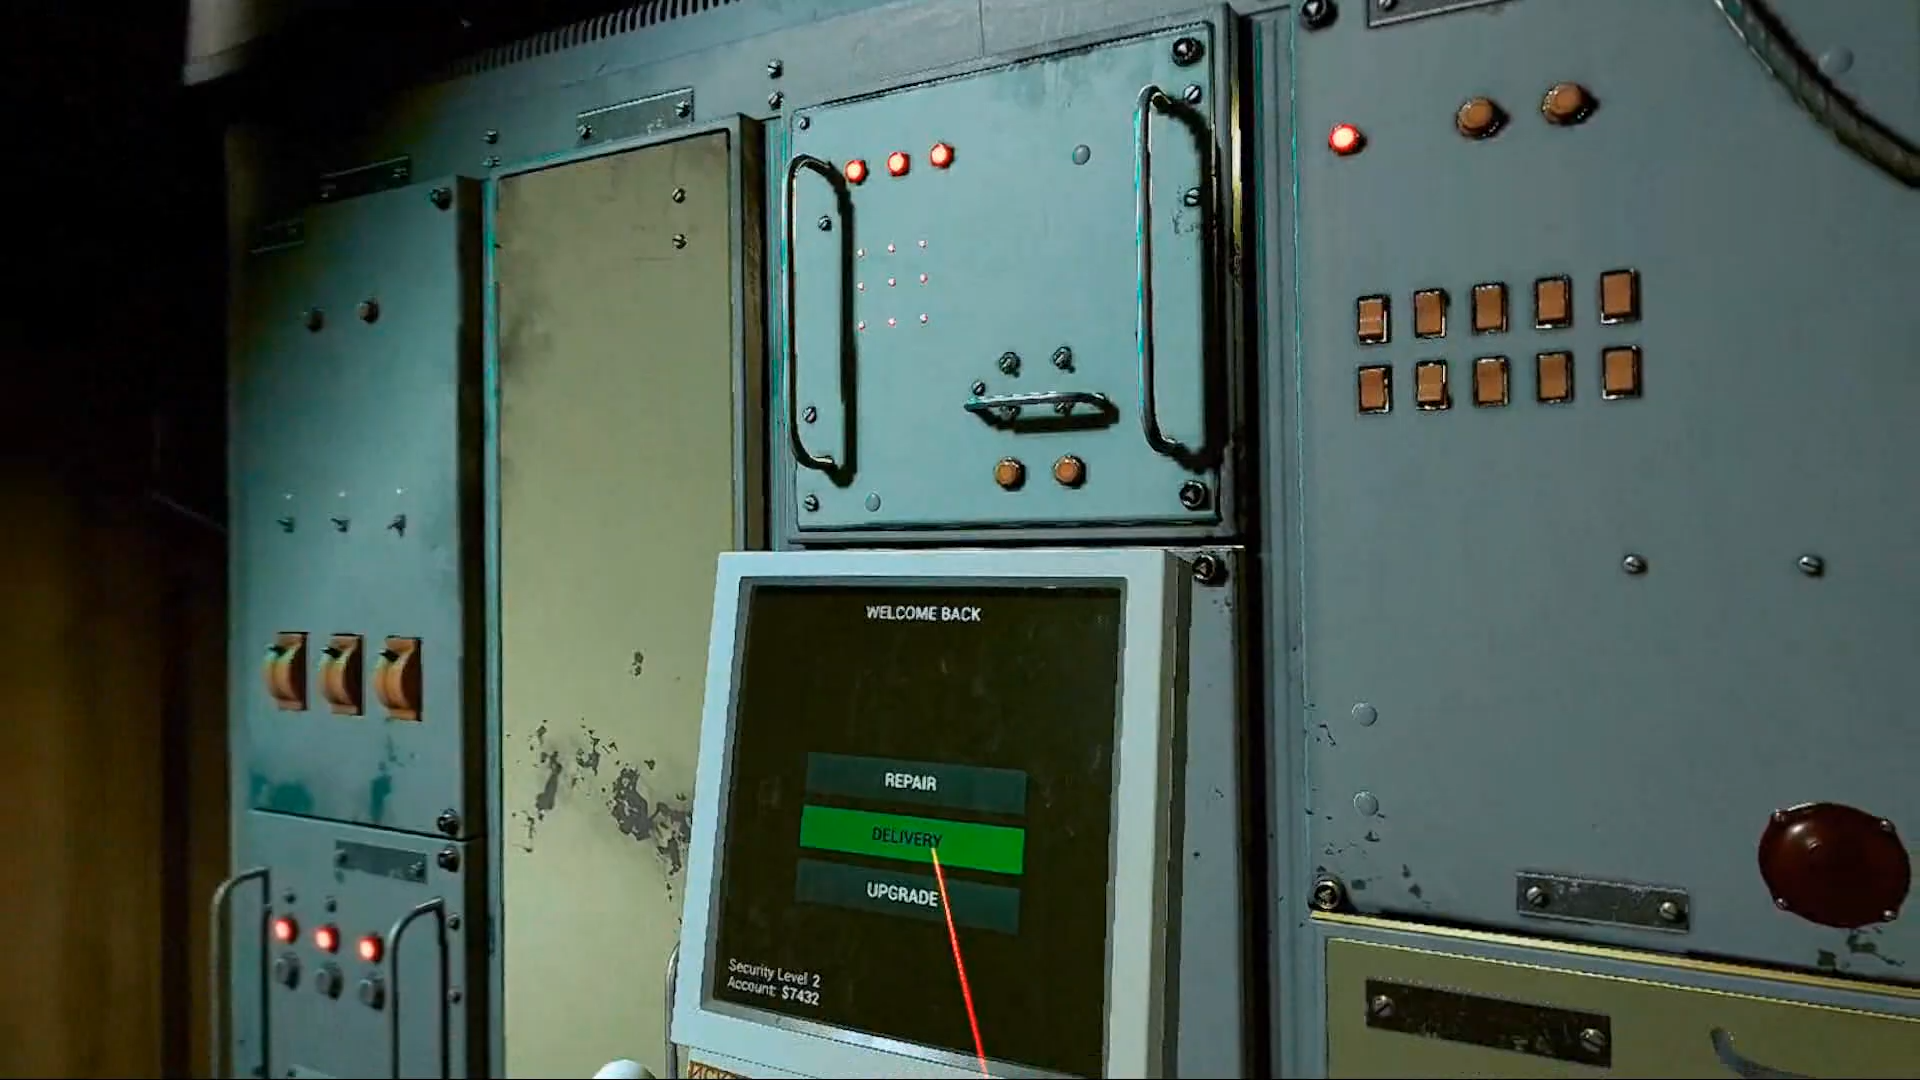 WELCOME BACK
REPAIR
DELIVERY
UPGRADE
Security Level 2
Account: $7432